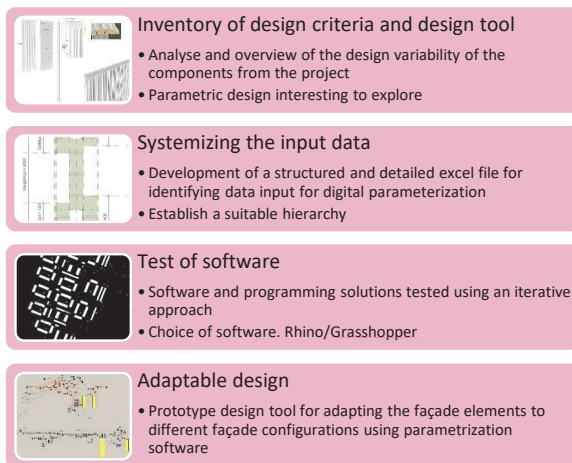 Inventory of design criteria and design tool
• Analyse and overview of the design variability of the
components from the project
• Parametric design interesting to explore
Systemizing the input data
• Development of a structured and detailed excel file for
identifying data input for digital parameterization
• Establish a suitable hierarchy
Test of software
• Software and programming solutions tested using an iterative
approach
• Choice of software. Rhino/Grasshopper
Adaptable design
• Prototype design tool for adapting the façade elements to
different façade configurations using parametrization
software